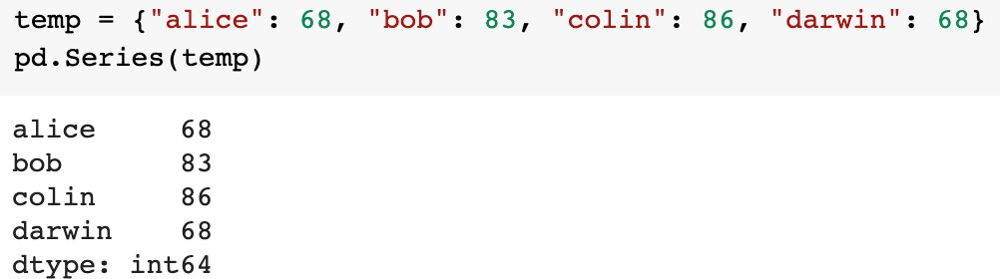 temp = {"alice": 68, "bob": 83, "colin": 86, "darwin": 68}
pd.Series(temp)
alice     68
bob       83
colin     86
darwin    68
dtype: int64